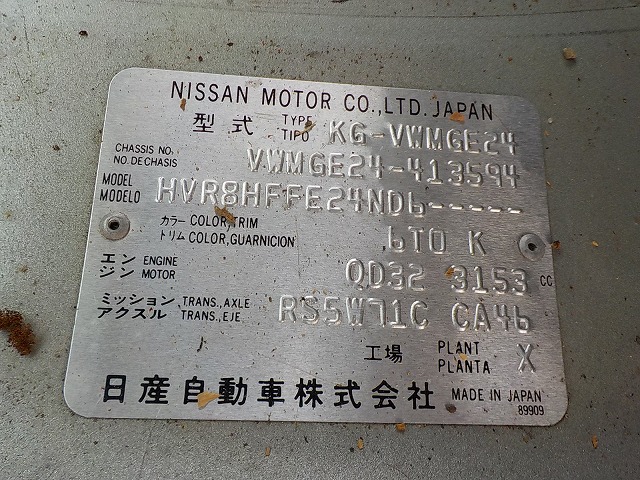 NISSAN MOTOR CO.,LTD. JAPAN
型式 TYPE TIPO KG-VWMGE24
CHASSIS NO. NO. DE CHASIS VWMGE24-413594
MODEL MODELO HVR8HFFE24ND6-----
カラー COLOR,TRIM
トリム COLOR,GUARNICION 6T0 K
エンジン ENGINE MOTOR QD32 3153 CC
ミッション TRANS., AXLE
アクスル TRANS., EJE RS5W71C CA46
工場 PLANT PLANTA X
日産自動車株式会社 MADE IN JAPAN
89909